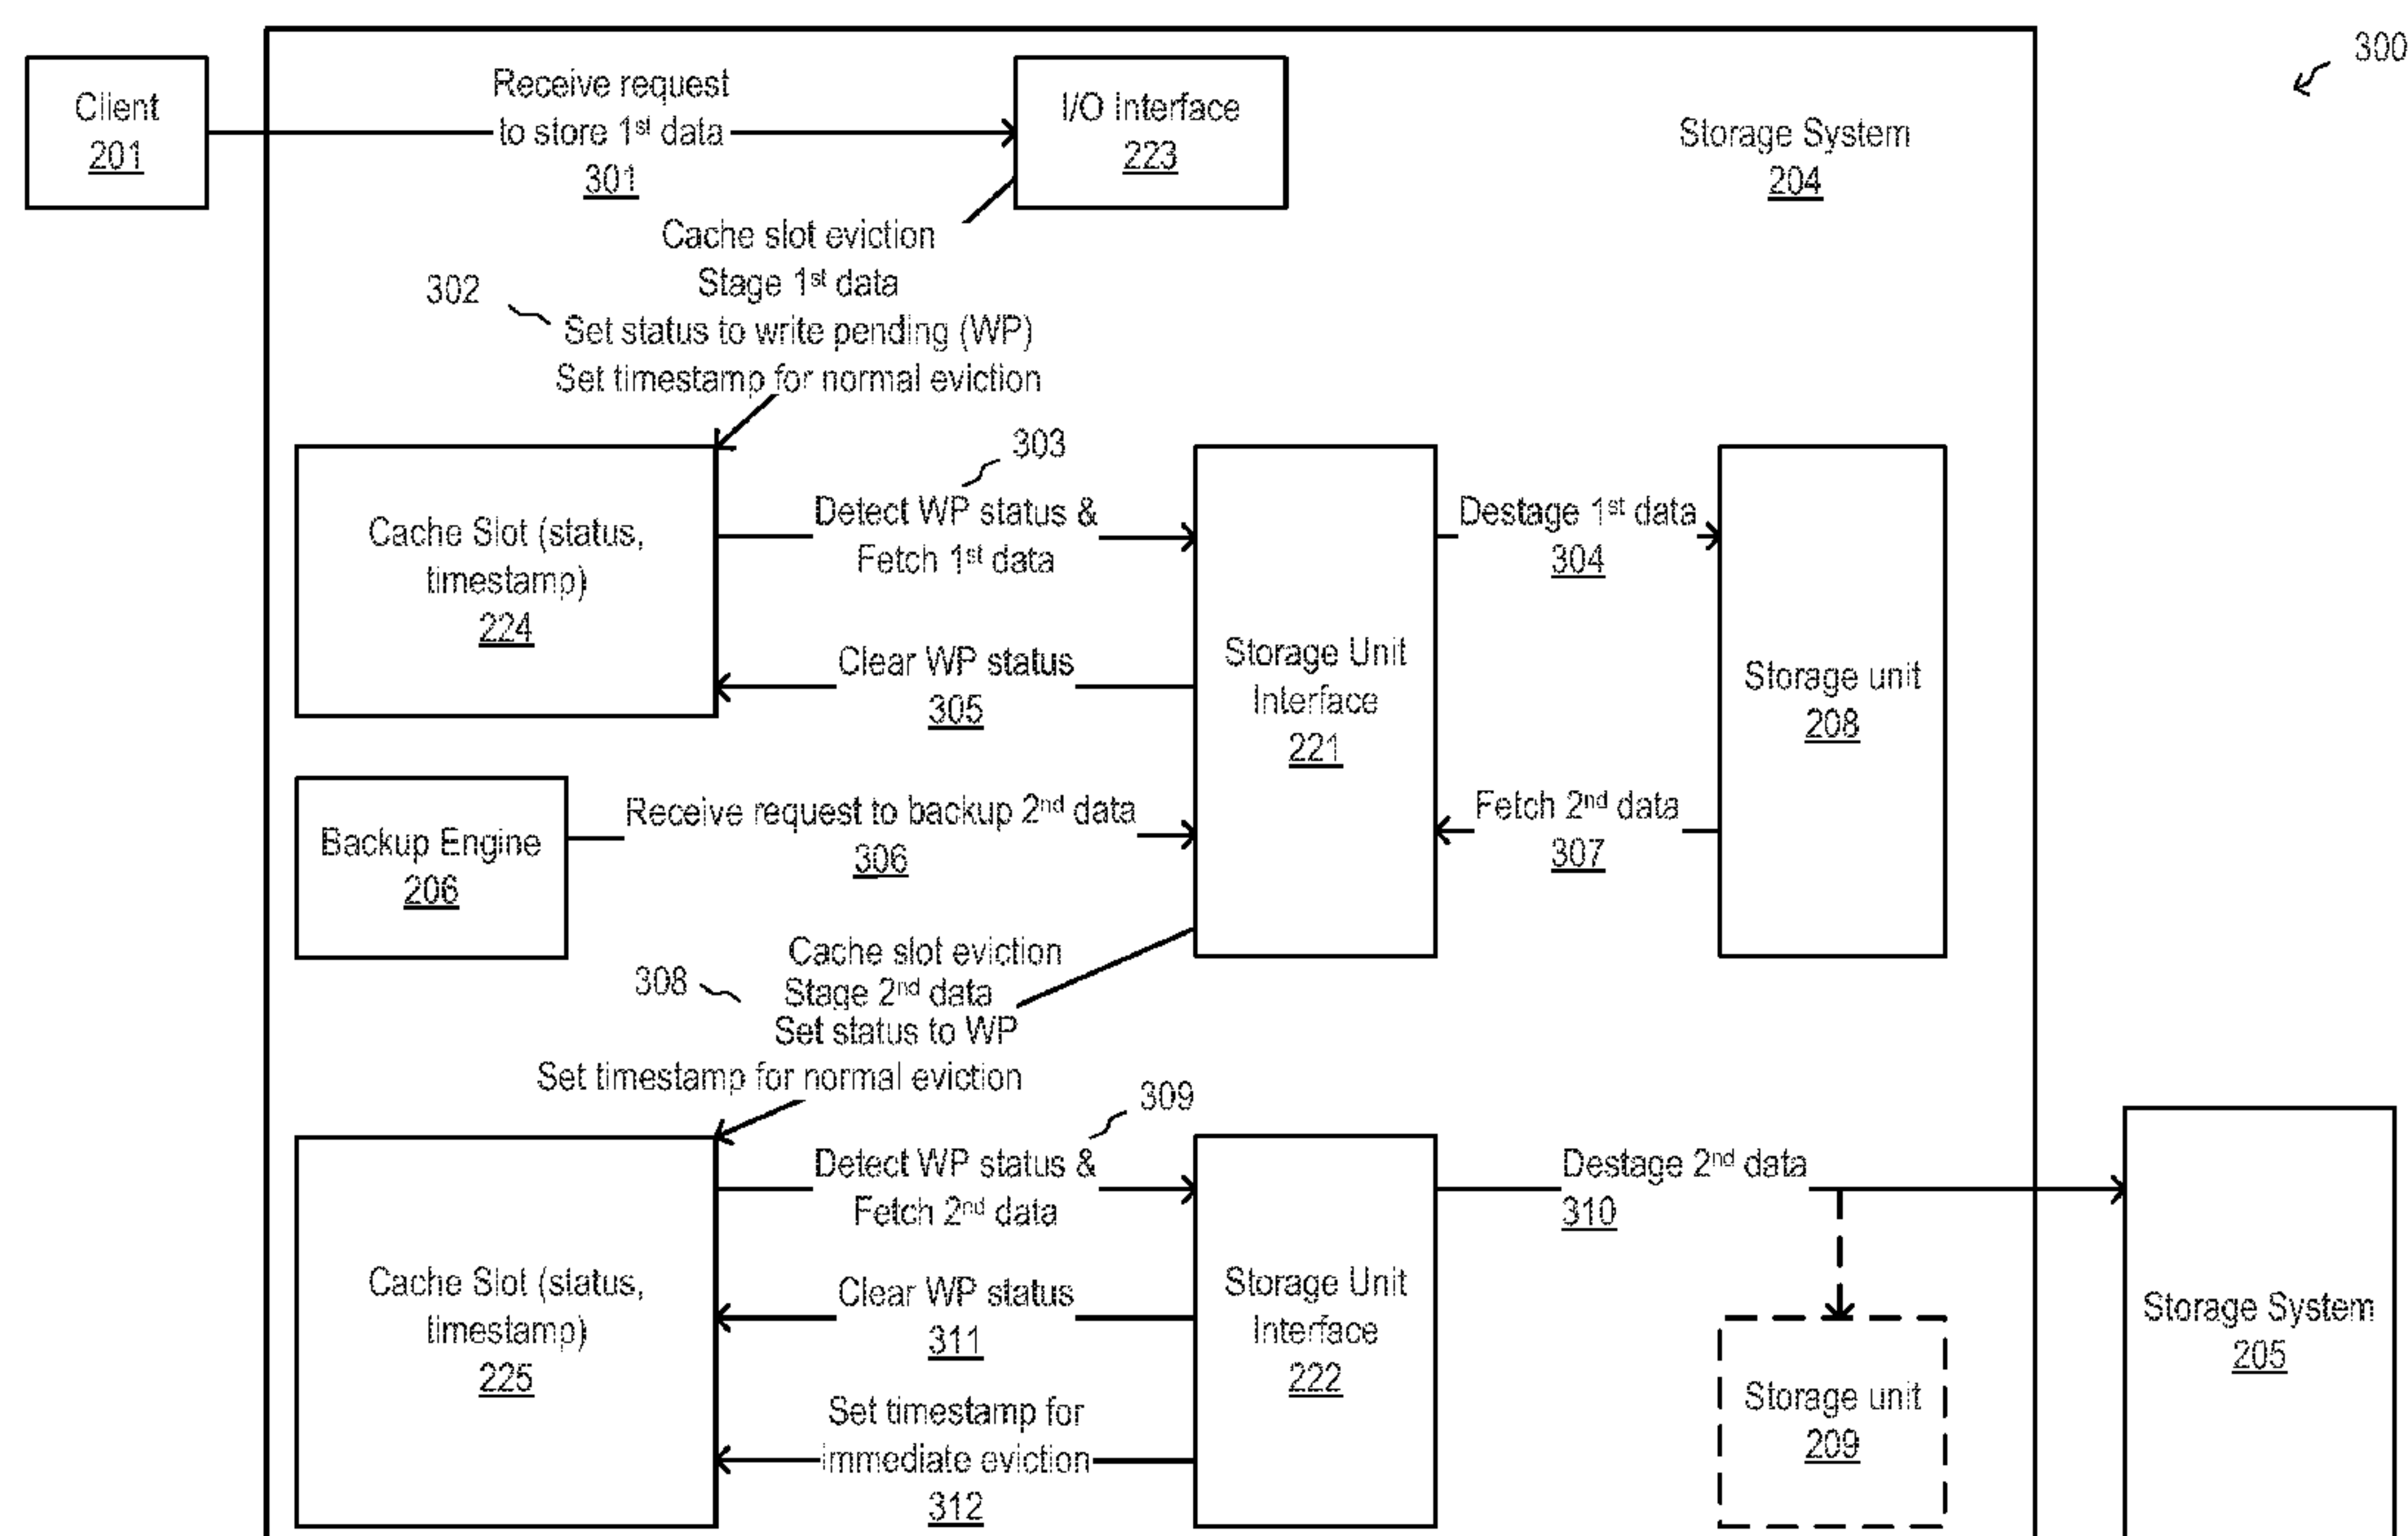 300
Client
201
Receive request
to store 1st data
301
I/O Interface
223
Storage System
204
302
Cache slot eviction
Stage 1st data
Set status to write pending (WP)
Set timestamp for normal eviction
Cache Slot (status,
timestamp)
224
303
Detect WP status &
Fetch 1st data
Clear WP status
305
Storage Unit
Interface
221
Destage 1st data
304
Storage unit
208
Backup Engine
206
Receive request to backup 2nd data
306
Fetch 2nd data
307
308
Cache slot eviction
Stage 2nd data
Set status to WP
Set timestamp for normal eviction
Cache Slot (status,
timestamp)
225
309
Detect WP status &
Fetch 2nd data
Clear WP status
311
Set timestamp for
immediate eviction
312
Storage Unit
Interface
222
Destage 2nd data
310
Storage unit
209
Storage System
205